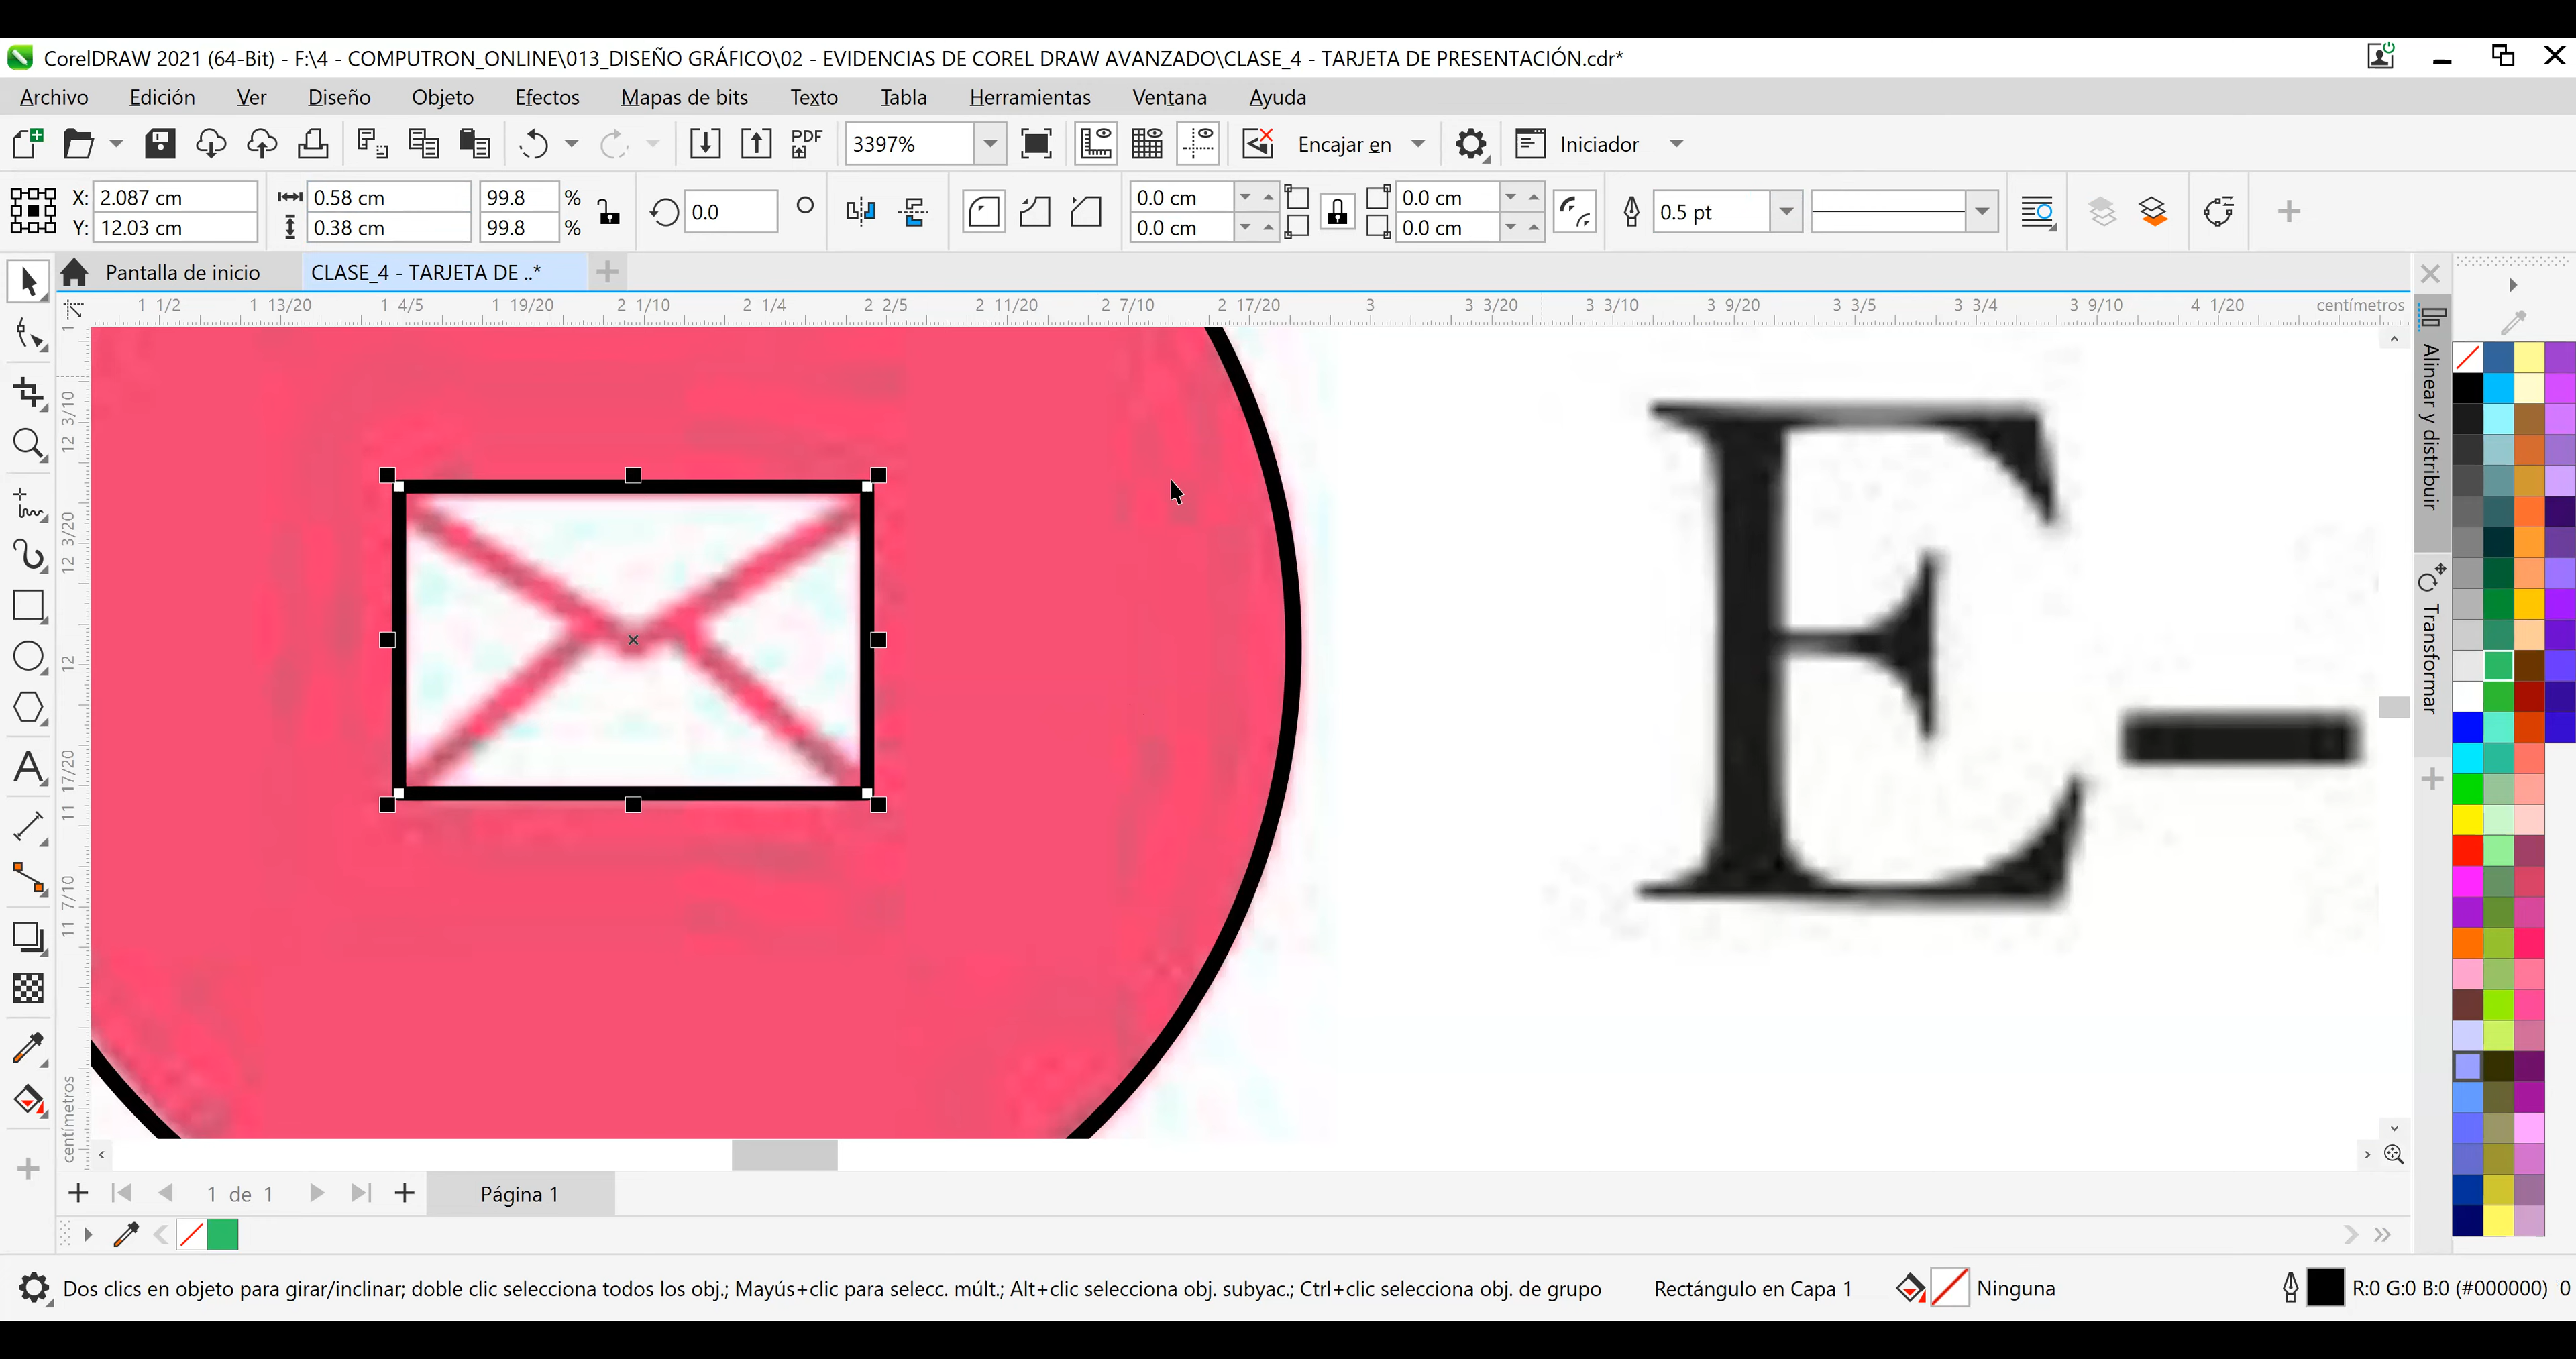 CorelDRAW 2021 (64-Bit) - F:\4 - COMPUTRON_ONLINE\013_DISEÑO GRÁFICO\02 - EVIDENCIAS DE COREL DRAW AVANZADO\CLASE_4 - TARJETA DE PRESENTACIÓN.cdr*
Archivo Edición Ver Diseño Objeto Efectos Mapas de bits Texto Tabla Herramientas Ventana Ayuda
PDF 3397% Encajar en Iniciador
X: 2.087 cm 0.58 cm 99.8 % 0.0 0.0 cm 0.0 cm 0.5 pt
Y: 12.03 cm 0.38 cm 99.8 % 0.0 cm 0.0 cm
Pantalla de inicio CLASE_4 - TARJETA DE ..*
1 1/2 1 13/20 1 4/5 1 19/20 2 1/10 2 1/4 2 2/5 2 11/20 2 7/10 2 17/20 3 3 3/20 3 3/10 3 9/20 3 3/5 3 3/4 3 9/10 4 1/20 centímetros
12 3/10
12 3/20
12
11 17/20
11 7/10
centímetros
E-
Alinear y distribuir
Transformar
1 de 1 Página 1
Dos clics en objeto para girar/inclinar; doble clic selecciona todos los obj.; Mayús+clic para selecc. múlt.; Alt+clic selecciona obj. subyac.; Ctrl+clic selecciona obj. de grupo Rectángulo en Capa 1 Ninguna R:0 G:0 B:0 (#000000) 0